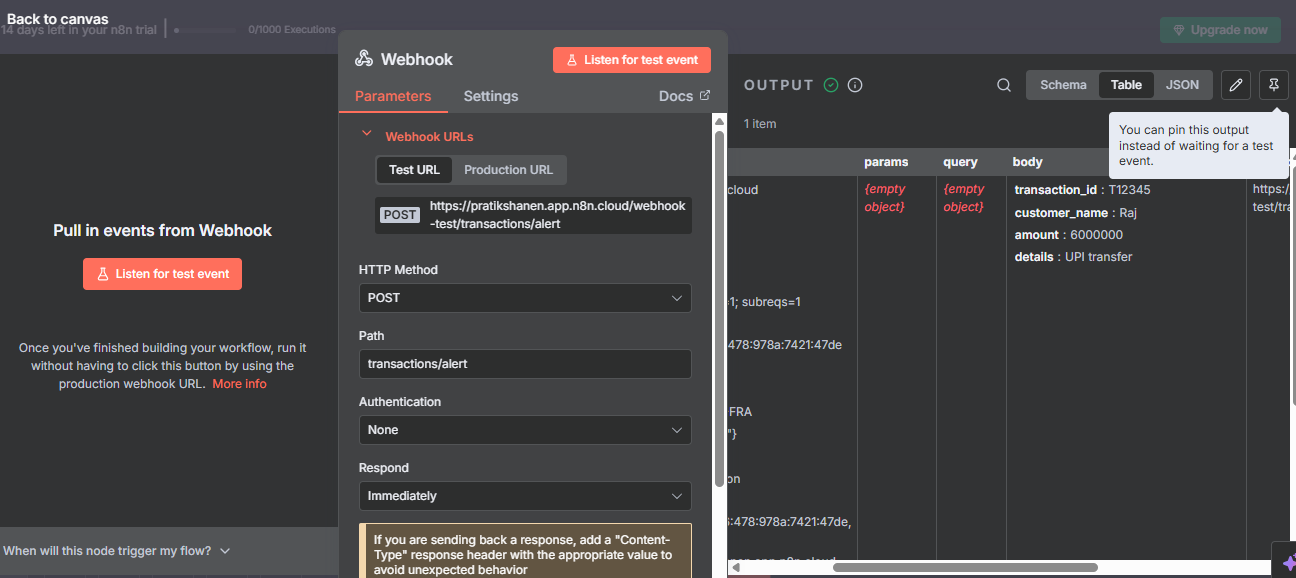 Back to canvas
14 days left in your n8n trial
0/1000 Executions
Upgrade now
Pull in events from Webhook
Listen for test event
Once you've finished building your workflow, run it
without having to click this button by using the
production webhook URL. More info
When will this node trigger my flow?
Webhook
Listen for test event
Parameters
Settings
Docs
Webhook URLs
Test URL
Production URL
POST
https://pratikshanen.app.n8n.cloud/webhook
-test/transactions/alert
HTTP Method
POST
Path
transactions/alert
Authentication
None
Respond
Immediately
If you are sending back a response, add a "Content-
Type" response header with the appropriate value to
avoid unexpected behavior
OUTPUT
Schema
Table
JSON
You can pin this output
instead of waiting for a test
event.
1 item
params
query
body
cloud
=1; subreqs=1
478:978a:7421:47de
FRA
"}
on
:478:978a:7421:47de,
{empty
object}
{empty
object}
transaction_id : T12345
customer_name : Raj
amount : 6000000
details : UPI transfer
https:/
test/tra